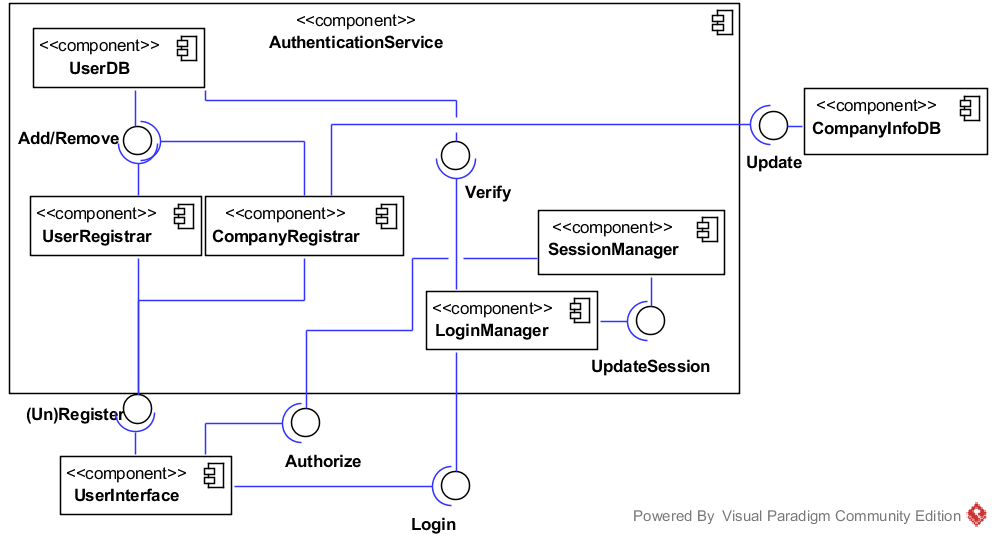 <<component>>
AuthenticationService
<<component>>
UserDB
<<component>>
CompanyInfoDB
Add/Remove
Update
Verify
<<component>>
UserRegistrar
<<component>>
CompanyRegistrar
<<component>>
SessionManager
<<component>>
LoginManager
UpdateSession
(Un)Register
Authorize
<<component>>
UserInterface
Login
Powered By Visual Paradigm Community Edition